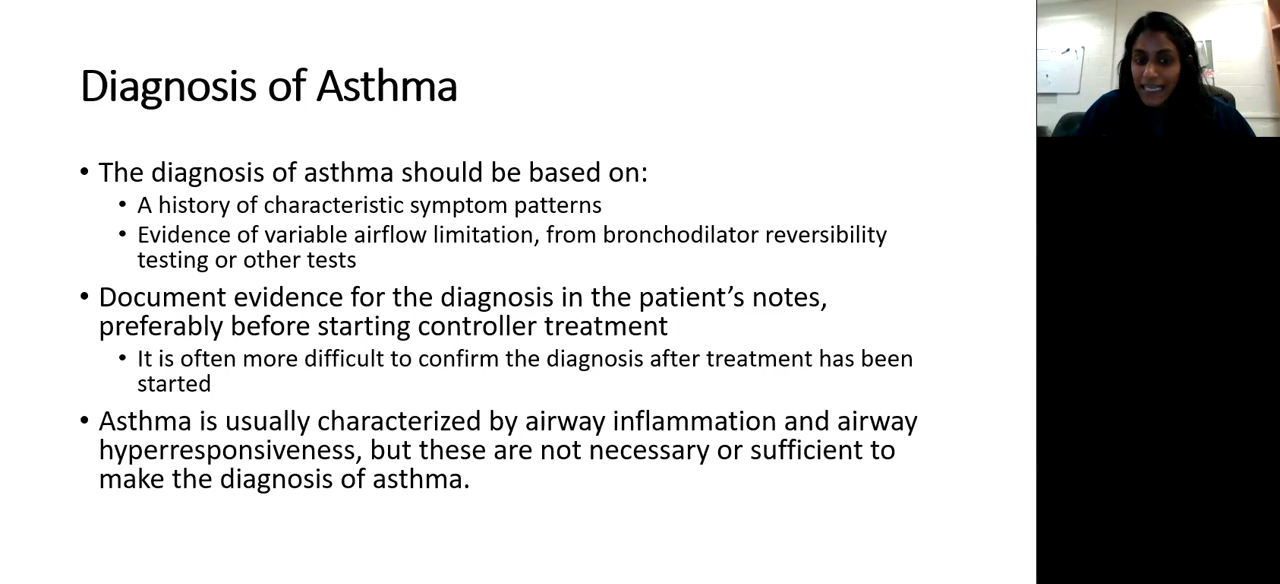 Diagnosis of Asthma
• The diagnosis of asthma should be based on:
• A history of characteristic symptom patterns
• Evidence of variable airflow limitation, from bronchodilator reversibility
testing or other tests
• Document evidence for the diagnosis in the patient’s notes,
preferably before starting controller treatment
• It is often more difficult to confirm the diagnosis after treatment has been
started
• Asthma is usually characterized by airway inflammation and airway
hyperresponsiveness, but these are not necessary or sufficient to
make the diagnosis of asthma.